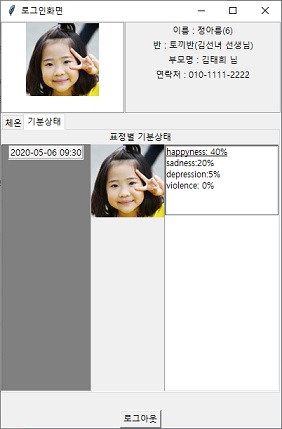 로그인화면
이름 : 정아름(6)
반 : 토끼반(김선녀 선생님)
부모명 : 김태희 님
연락처 : 010-1111-2222
체온 기분상태
표정별 기분상태
2020-05-06 09:30
happyness: 40%
sadness:20%
depression:5%
violence: 0%
로그아웃